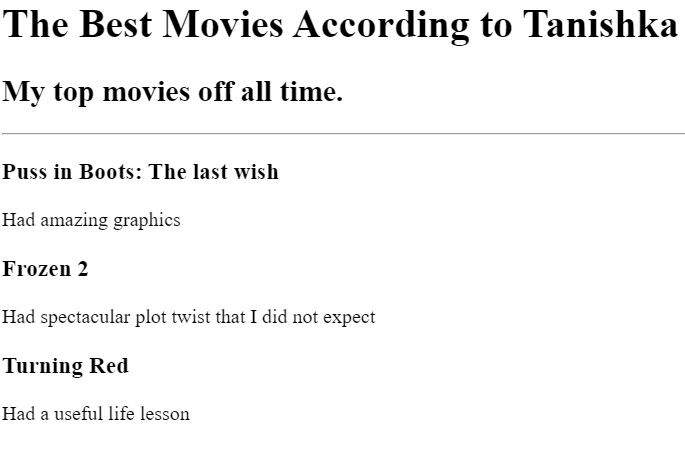 The Best Movies According to Tanishka
My top movies off all time.
Puss in Boots: The last wish
Had amazing graphics
Frozen 2
Had spectacular plot twist that I did not expect
Turning Red
Had a useful life lesson